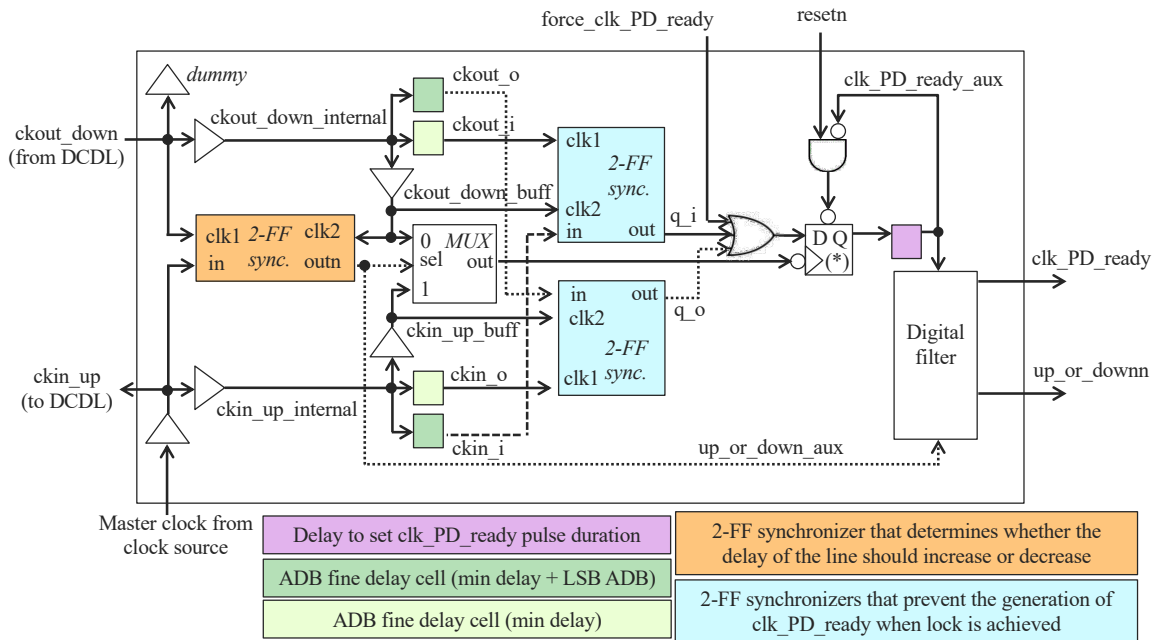 force_clk_PD_ready
resetn
dummy
ckout_o
clk_PD_ready_aux
ckout_down
(from DCDL)
ckout_down_internal
ckout_i
clk1
2-FF
sync.
clk2
in
out
ckout_down_buff
q_i
clk1
2-FF
sync.
clk2
in
outn
0
MUX
sel
out
1
D Q
(*)
clk_PD_ready
in
out
clk2
2-FF
sync.
clk1
q_o
ckin_up_buff
Digital
filter
ckin_up
(to DCDL)
ckin_up_internal
ckin_o
up_or_downn
ckin_i
up_or_down_aux
Master clock from
clock source
Delay to set clk_PD_ready pulse duration
ADB fine delay cell (min delay + LSB ADB)
ADB fine delay cell (min delay)
2-FF synchronizer that determines whether the
delay of the line should increase or decrease
2-FF synchronizers that prevent the generation of
clk_PD_ready when lock is achieved